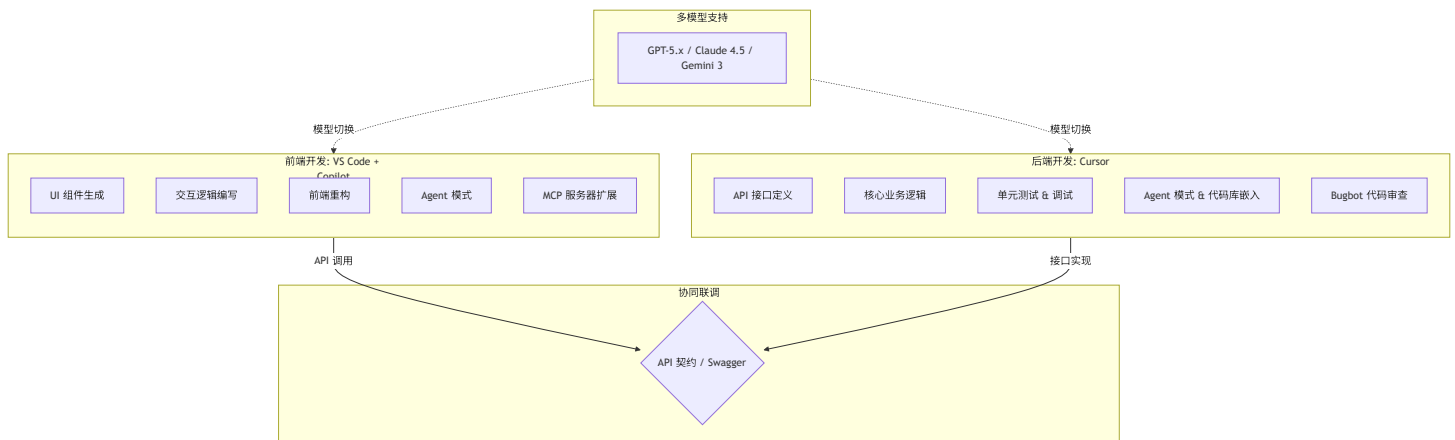 多模型支持
GPT-5.x / Claude 4.5 /
Gemini 3
模型切换
模型切换
前端开发: VS Code +
Copilot
UI 组件生成
交互逻辑编写
前端重构
Agent 模式
MCP 服务器扩展
后端开发: Cursor
API 接口定义
核心业务逻辑
单元测试 & 调试
Agent 模式 & 代码库嵌入
Bugbot 代码审查
API 调用
接口实现
协同联调
API 契约 / Swagger